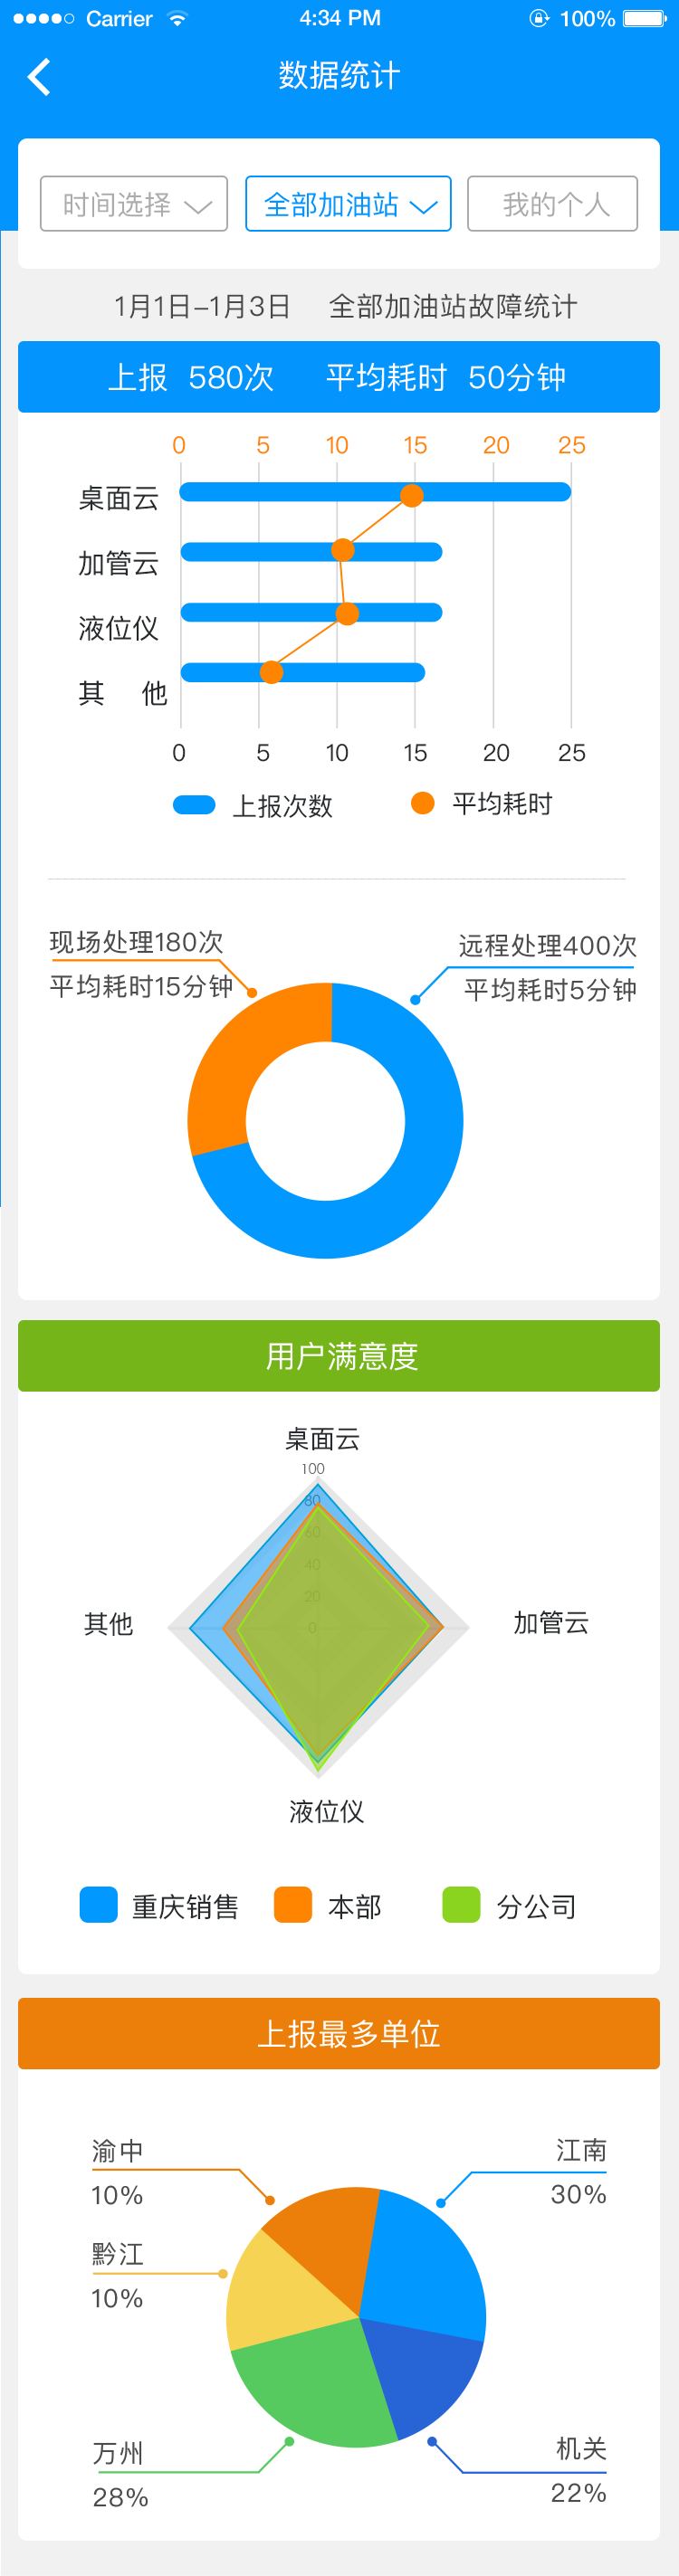 Carrier 4:34 PM 100%
数据统计
时间选择 全部加油站 我的个人
1月1日-1月3日 全部加油站故障统计
上报 580次 平均耗时 50分钟
0 5 10 15 20 25
桌面云
加管云
液位仪
其 他
0 5 10 15 20 25
上报次数 平均耗时
现场处理180次 远程处理400次
平均耗时15分钟 平均耗时5分钟
用户满意度
桌面云
100
80
60
40
20
0
其他 加管云
液位仪
重庆销售 本部 分公司
上报最多单位
渝中 江南
10% 30%
黔江
10%
万州 机关
28% 22%